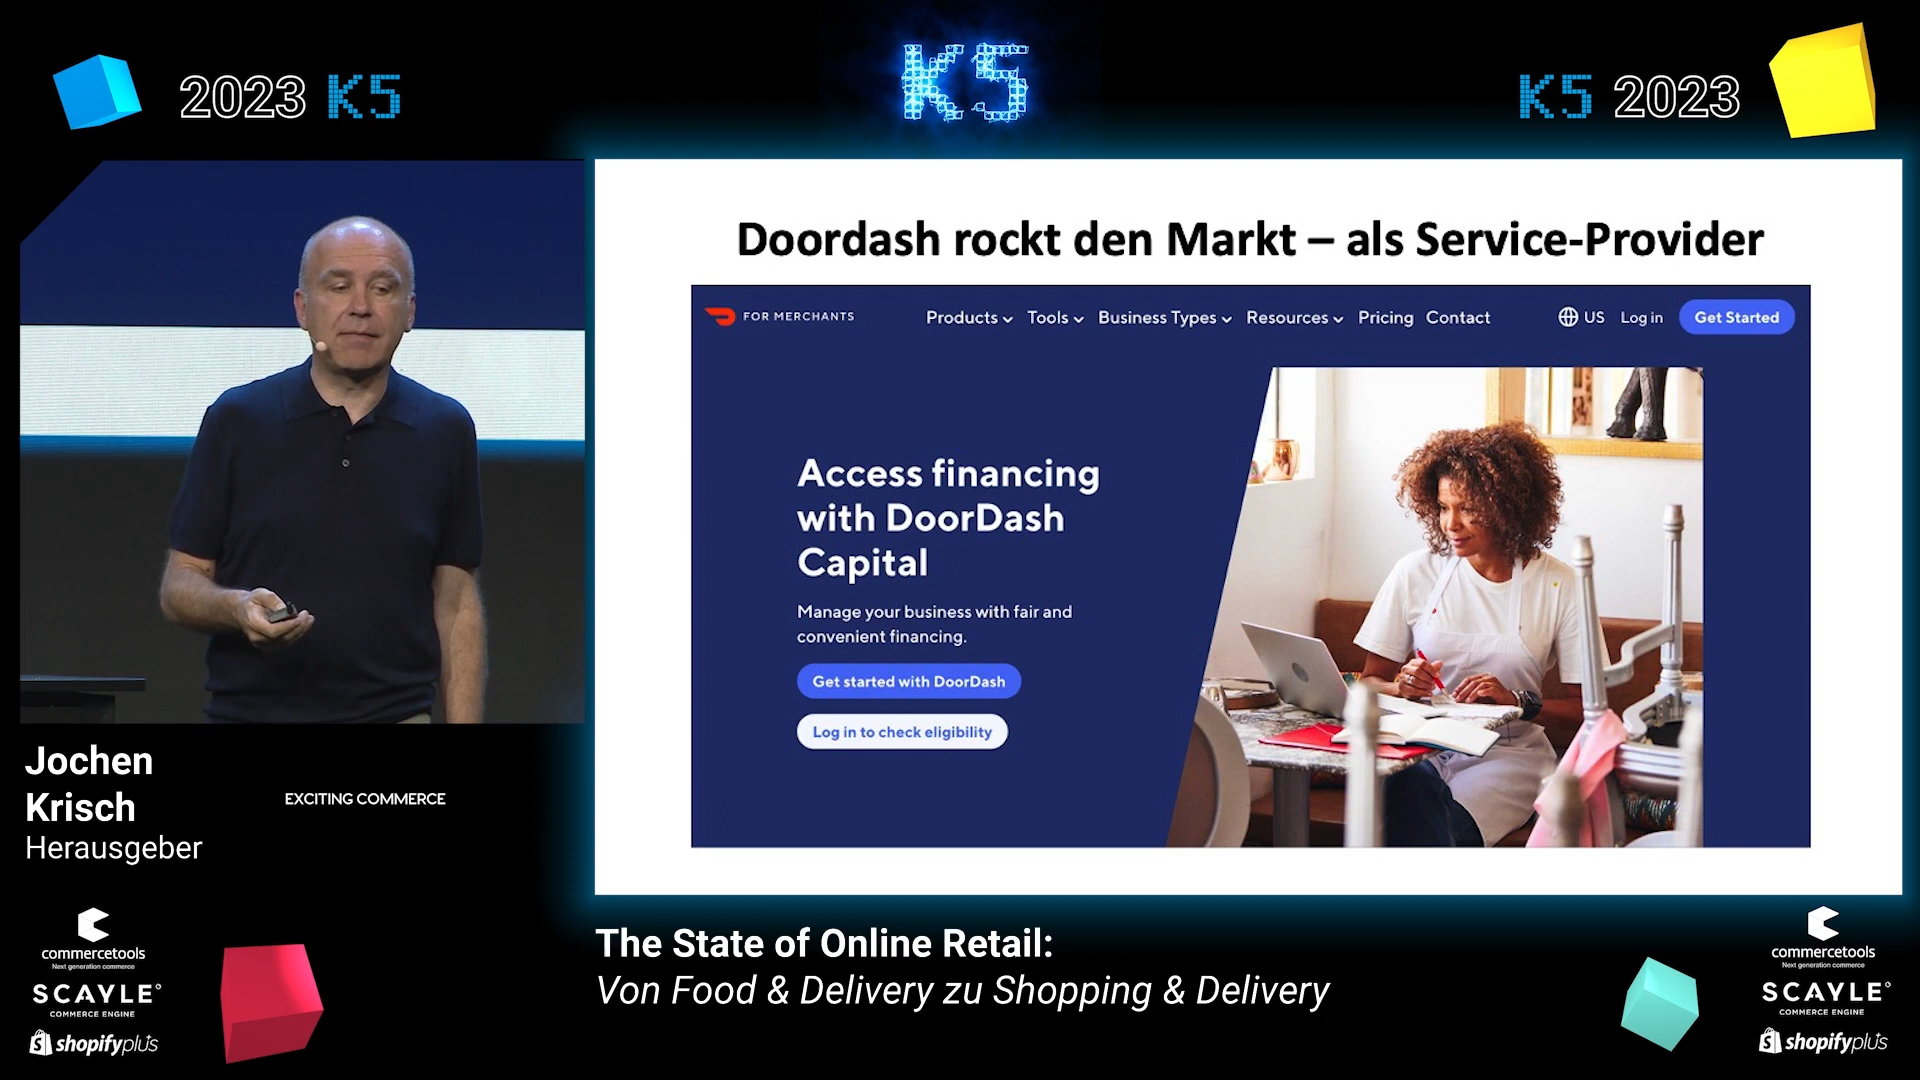 2023 K5
K5
K5 2023
Doordash rockt den Markt – als Service-Provider
FOR MERCHANTS
Products
Tools
Business Types
Resources
Pricing
Contact
US
Log in
Get Started
Access financing
with DoorDash
Capital
Manage your business with fair and
convenient financing.
Get started with DoorDash
Log in to check eligibility
Jochen
Krisch
Herausgeber
EXCITING COMMERCE
The State of Online Retail:
Von Food & Delivery zu Shopping & Delivery
commercetools
Next generation commerce
SCAYLE
COMMERCE ENGINE
shopifyplus
commercetools
Next generation commerce
SCAYLE
COMMERCE ENGINE
shopifyplus